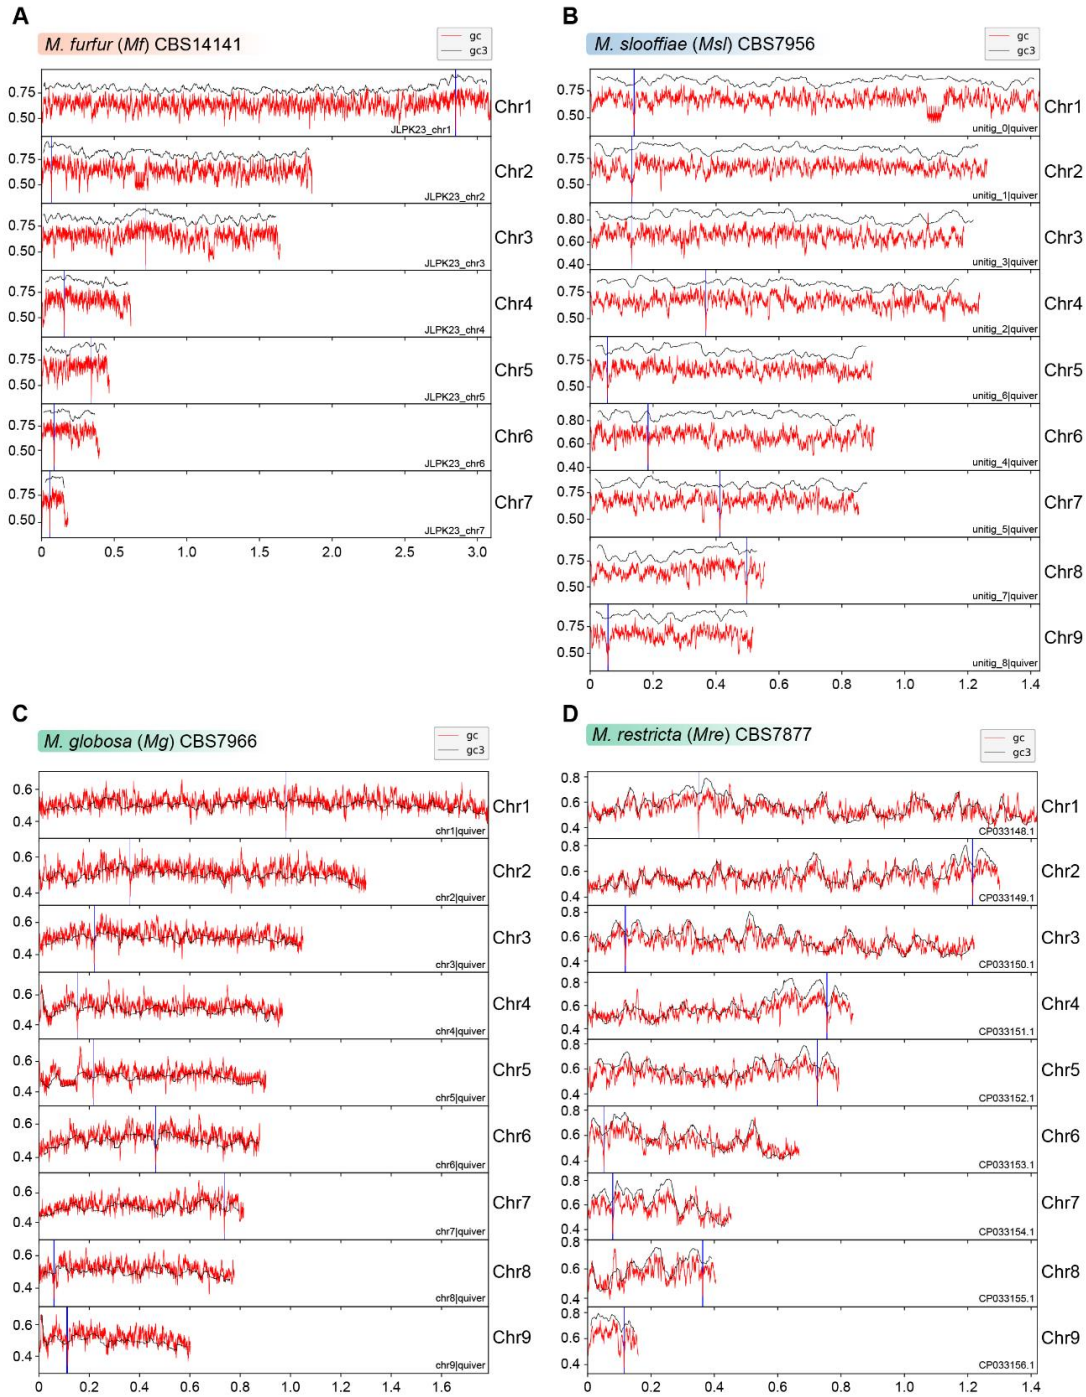 A
M. furfur (Mf) CBS14141
gc
gc3
0.75
0.50
Chr1
JLPK23_chr1
0.75
0.50
Chr2
JLPK23_chr2
0.75
0.50
Chr3
JLPK23_chr3
0.75
0.50
Chr4
JLPK23_chr4
0.75
0.50
Chr5
JLPK23_chr5
0.75
0.50
Chr6
JLPK23_chr6
0.75
0.50
Chr7
JLPK23_chr7
0 0.5 1.0 1.5 2.0 2.5 3.0
B
M. slooffiae (Msl) CBS7956
gc
gc3
0.75
0.50
Chr1
unitig_0|quiver
0.75
0.50
Chr2
unitig_1|quiver
0.80
0.60
0.40
Chr3
unitig_3|quiver
0.75
0.50
Chr4
unitig_2|quiver
0.75
0.50
Chr5
unitig_6|quiver
0.80
0.60
0.40
Chr6
unitig_4|quiver
0.75
0.50
Chr7
unitig_5|quiver
0.75
0.50
Chr8
unitig_7|quiver
0.75
0.50
Chr9
unitig_8|quiver
0 0.2 0.4 0.6 0.8 1.0 1.2 1.4
C
M. globosa (Mg) CBS7966
gc
gc3
0.6
0.4
Chr1
chr1|quiver
0.6
0.4
Chr2
chr2|quiver
0.6
0.4
Chr3
chr3|quiver
0.6
0.4
Chr4
chr4|quiver
0.6
0.4
Chr5
chr5|quiver
0.6
0.4
Chr6
chr6|quiver
0.6
0.4
Chr7
chr7|quiver
0.6
0.4
Chr8
chr8|quiver
0.6
0.4
Chr9
chr9|quiver
0 0.2 0.4 0.6 0.8 1.0 1.2 1.4 1.6
D
M. restricta (Mre) CBS7877
gc
gc3
0.8
0.6
0.4
Chr1
CP033148.1
0.8
0.6
0.4
Chr2
CP033149.1
0.8
0.6
0.4
Chr3
CP033150.1
0.8
0.6
0.4
Chr4
CP033151.1
0.8
0.6
0.4
Chr5
CP033152.1
0.8
0.6
0.4
Chr6
CP033153.1
0.8
0.6
0.4
Chr7
CP033154.1
0.8
0.6
0.4
Chr8
CP033155.1
0.8
0.6
0.4
Chr9
CP033156.1
0 0.2 0.4 0.6 0.8 1.0 1.2 1.4